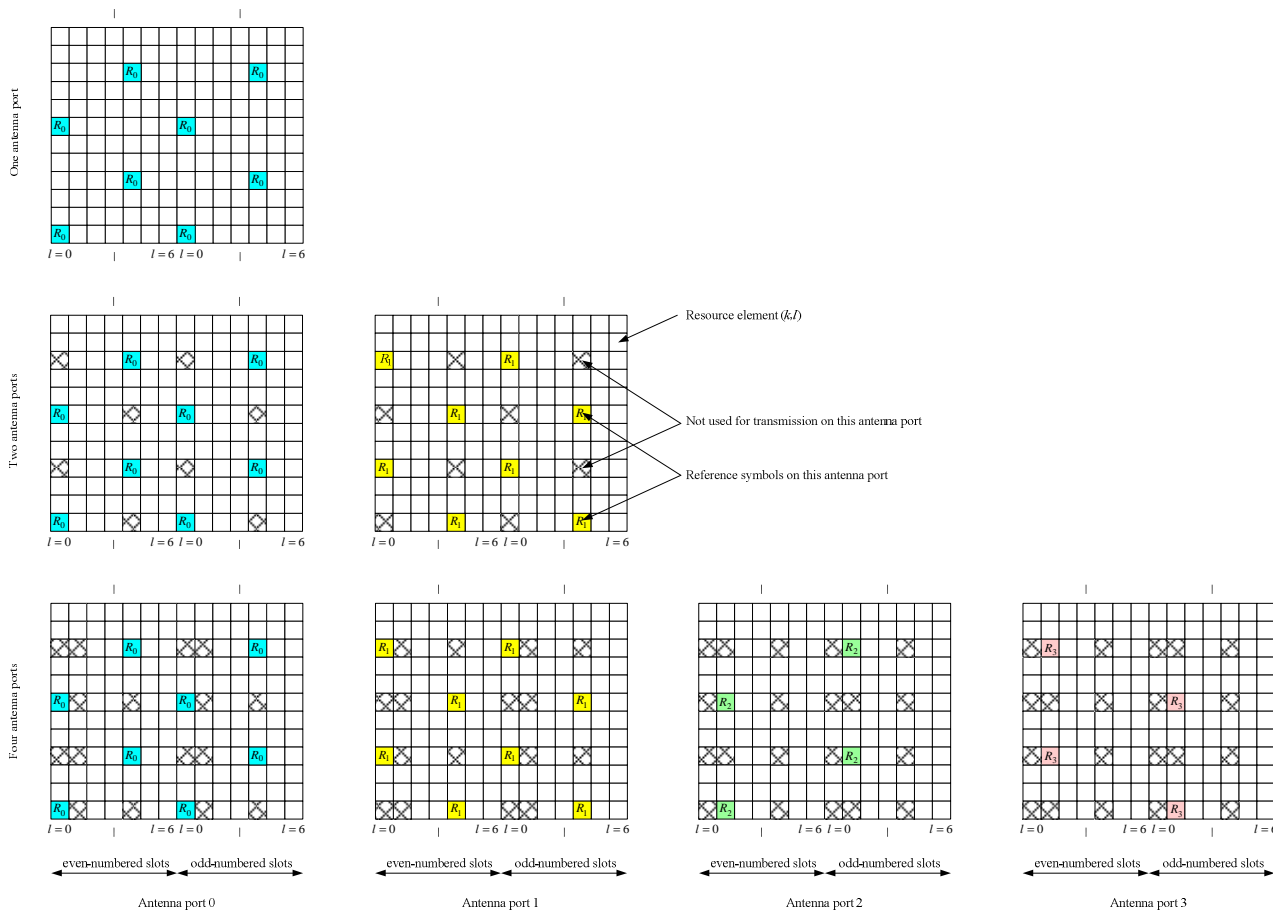 One antenna port
R₀ R₀
R₀ R₀
R₀ R₀
R₀ R₀
l = 0 l = 6 l = 0 l = 6
Two antenna ports
R₀ R₀ R₁ R₁
R₀ R₀ R₁ R₁
R₀ R₀ R₁ R₁
R₀ R₀ R₁ R₁
l = 0 l = 6 l = 0 l = 6 l = 0 l = 6 l = 0 l = 6
Resource element (k,l)
Not used for transmission on this antenna port
Reference symbols on this antenna port
Four antenna ports
R₀ R₀ R₁ R₁ R₂ R₃
R₀ R₀ R₁ R₁ R₂ R₃
R₀ R₀ R₁ R₁ R₂ R₃
R₀ R₀ R₁ R₁ R₂ R₃
l = 0 l = 6 l = 0 l = 6 l = 0 l = 6 l = 0 l = 6 l = 0 l = 6 l = 0 l = 6 l = 0 l = 6 l = 0 l = 6
even-numbered slots odd-numbered slots even-numbered slots odd-numbered slots even-numbered slots odd-numbered slots even-numbered slots odd-numbered slots
Antenna port 0 Antenna port 1 Antenna port 2 Antenna port 3